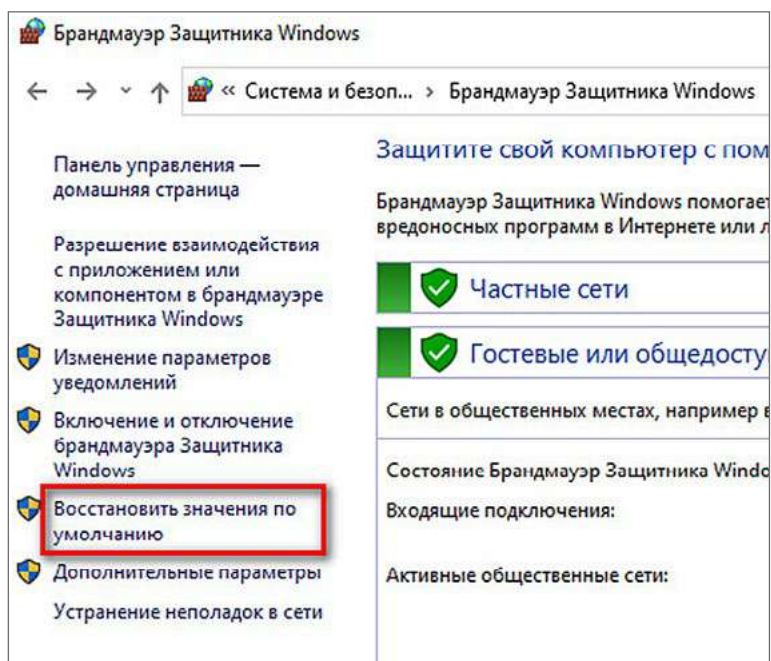 Брандмауэр Защитника Windows
« Система и безоп... › Брандмауэр Защитника Windows
Панель управления —
домашняя страница
Разрешение взаимодействия
с приложением или
компонентом в брандмауэре
Защитника Windows
Изменение параметров
уведомлений
Включение и отключение
брандмауэра Защитника
Windows
Восстановить значения по
умолчанию
Дополнительные параметры
Устранение неполадок в сети
Защитите свой компьютер с пом
Брандмауэр Защитника Windows помогает
вредоносных программ в Интернете или л
Частные сети
Гостевые или общедосту
Сети в общественных местах, например в
Состояние Брандмауэр Защитника Windo
Входящие подключения:
Активные общественные сети: